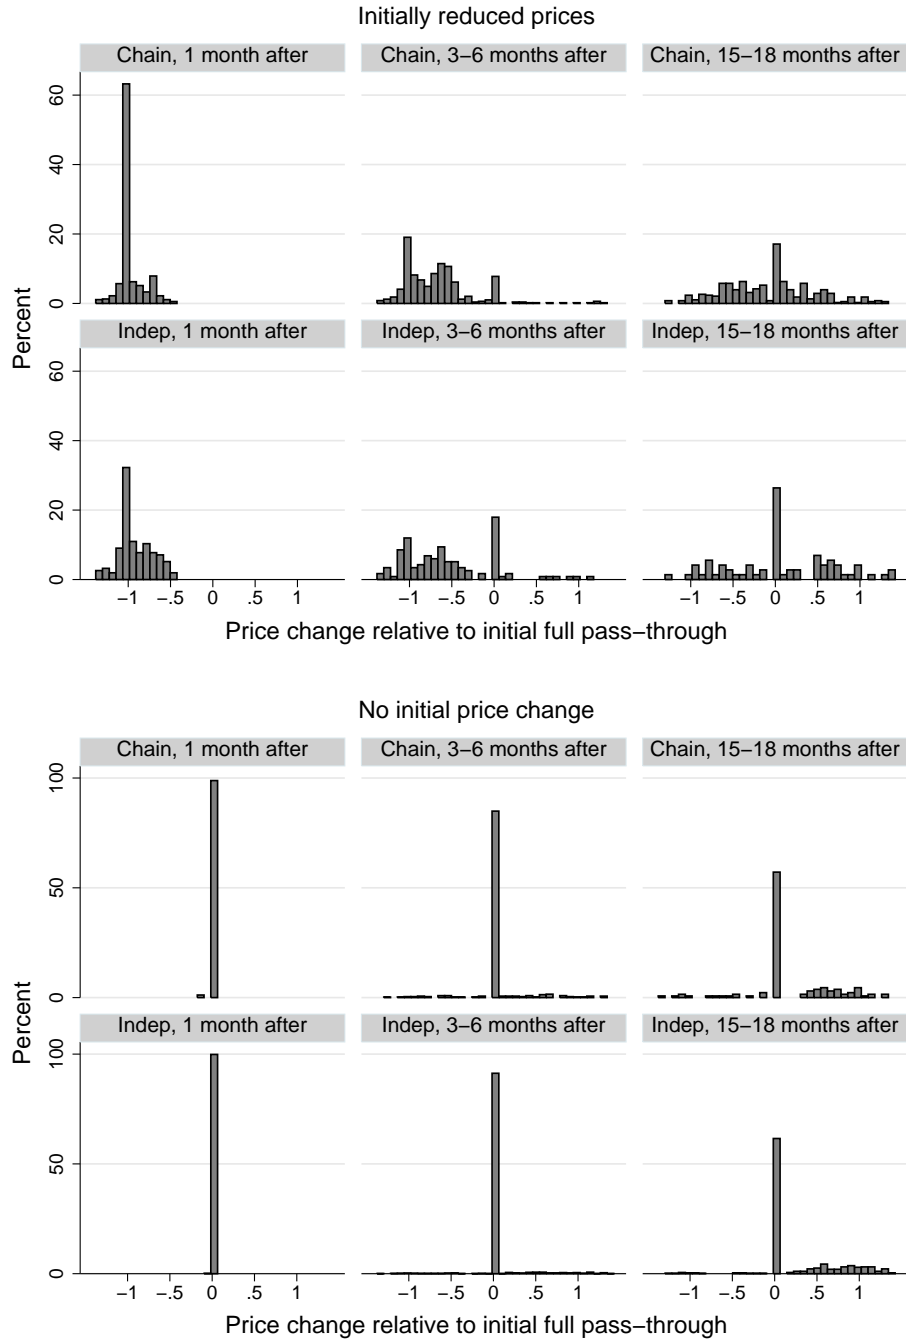 Initially reduced prices
Chain, 1 month after
Chain, 3−6 months after
Chain, 15−18 months after
60
40
20
0
Indep, 1 month after
Indep, 3−6 months after
Indep, 15−18 months after
60
40
20
0
Percent
−1 −.5 0 .5 1
−1 −.5 0 .5 1
−1 −.5 0 .5 1
Price change relative to initial full pass−through
No initial price change
Chain, 1 month after
Chain, 3−6 months after
Chain, 15−18 months after
100
50
0
Indep, 1 month after
Indep, 3−6 months after
Indep, 15−18 months after
100
50
0
Percent
−1 −.5 0 .5 1
−1 −.5 0 .5 1
−1 −.5 0 .5 1
Price change relative to initial full pass−through